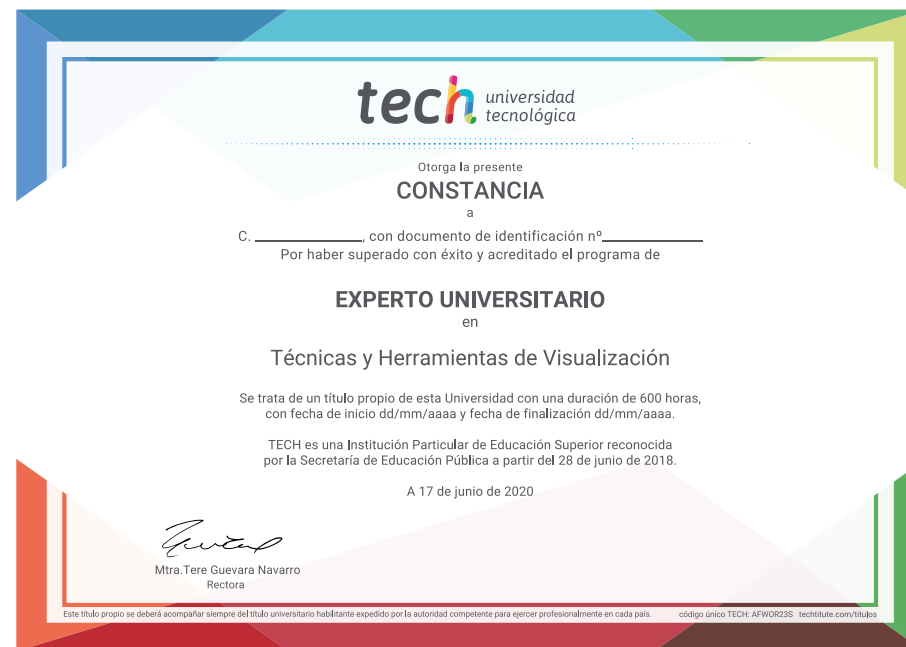 tech universidad
tecnológica
Otorga la presente
CONSTANCIA
a
C. ____________, con documento de identificación nº____________
Por haber superado con éxito y acreditado el programa de
EXPERTO UNIVERSITARIO
en
Técnicas y Herramientas de Visualización
Se trata de un título propio de esta Universidad con una duración de 600 horas,
con fecha de inicio dd/mm/aaaa y fecha de finalización dd/mm/aaaa.
TECH es una Institución Particular de Educación Superior reconocida
por la Secretaría de Educación Pública a partir del 28 de junio de 2018.
A 17 de junio de 2020
Mtra.Tere Guevara Navarro
Rectora
Este título propio se deberá acompañar siempre del título universitario habilitante expedido por la autoridad competente para ejercer profesionalmente en cada país. código único TECH: AFWOR23S techtitute.com/títulos